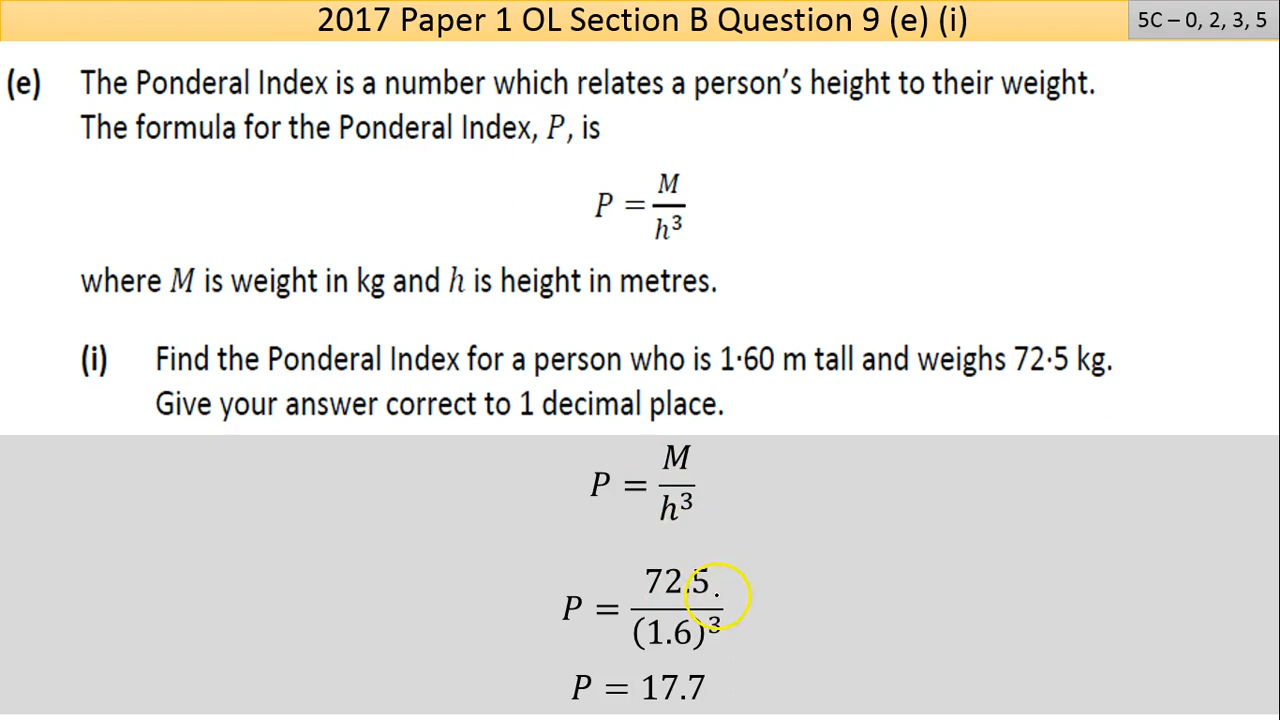 2017 Paper 1 OL Section B Question 9 (e) (i)
5C – 0, 2, 3, 5
(e) The Ponderal Index is a number which relates a person's height to their weight.
The formula for the Ponderal Index, P, is
P = M/h³
where M is weight in kg and h is height in metres.
(i) Find the Ponderal Index for a person who is 1·60 m tall and weighs 72·5 kg.
Give your answer correct to 1 decimal place.
P = M/h³
P = 72.5/(1.6)³
P = 17.7